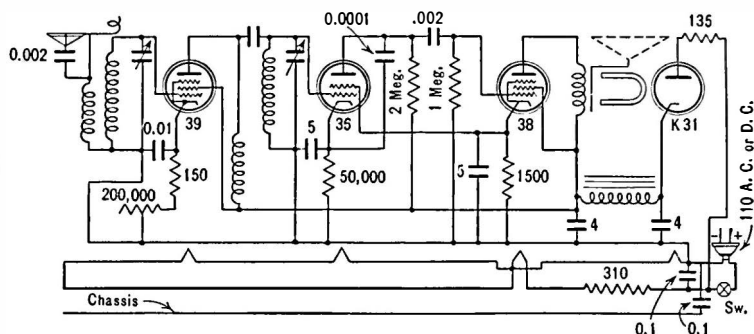 0.002
0.01
39
150
200,000
5
35
50,000
0.0001
.002
2 Meg.
1 Meg.
38
5
1500
4
4
K 31
135
110 A. C. or D. C.
- | +
310
Sw.
0.1
0.1
Chassis